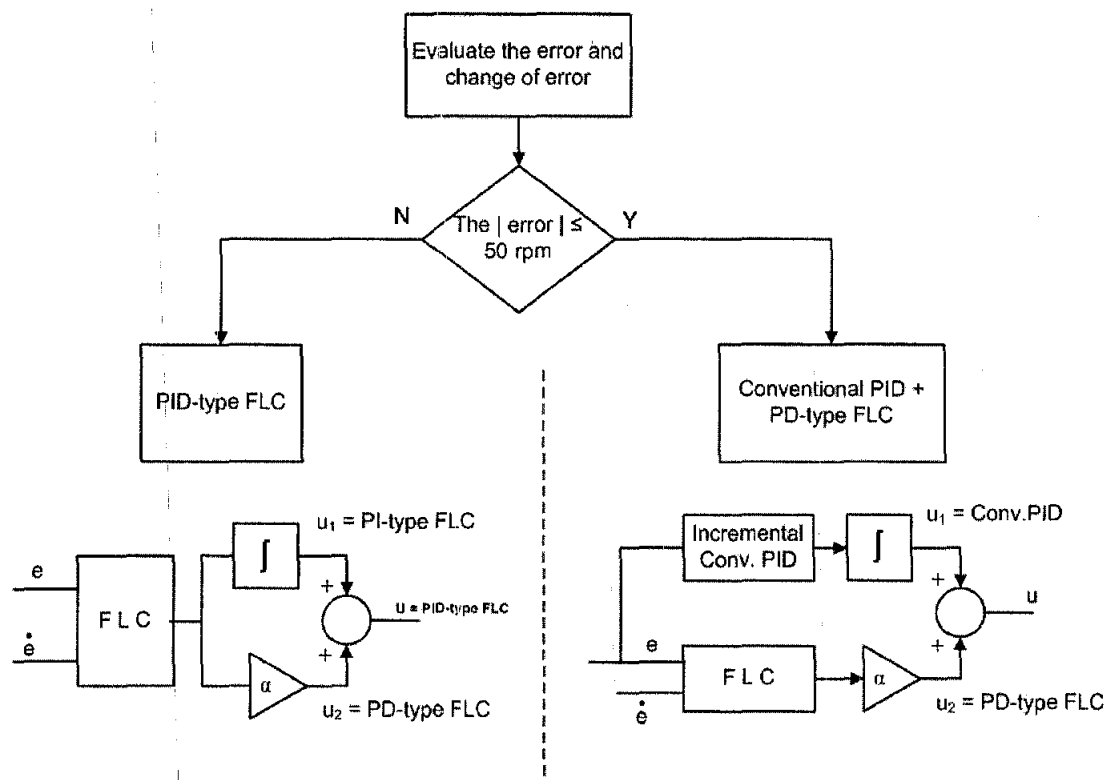 Evaluate the error and
change of error
N
The | error | ≤
50 rpm
Y
PID-type FLC
Conventional PID +
PD-type FLC
u₁ = PI-type FLC
∫
e
F L C
ė
+
+
U = PID-type FLC
α
u₂ = PD-type FLC
Incremental
Conv. PID
∫
u₁ = Conv.PID
+
+
u
e
F L C
ė
α
u₂ = PD-type FLC